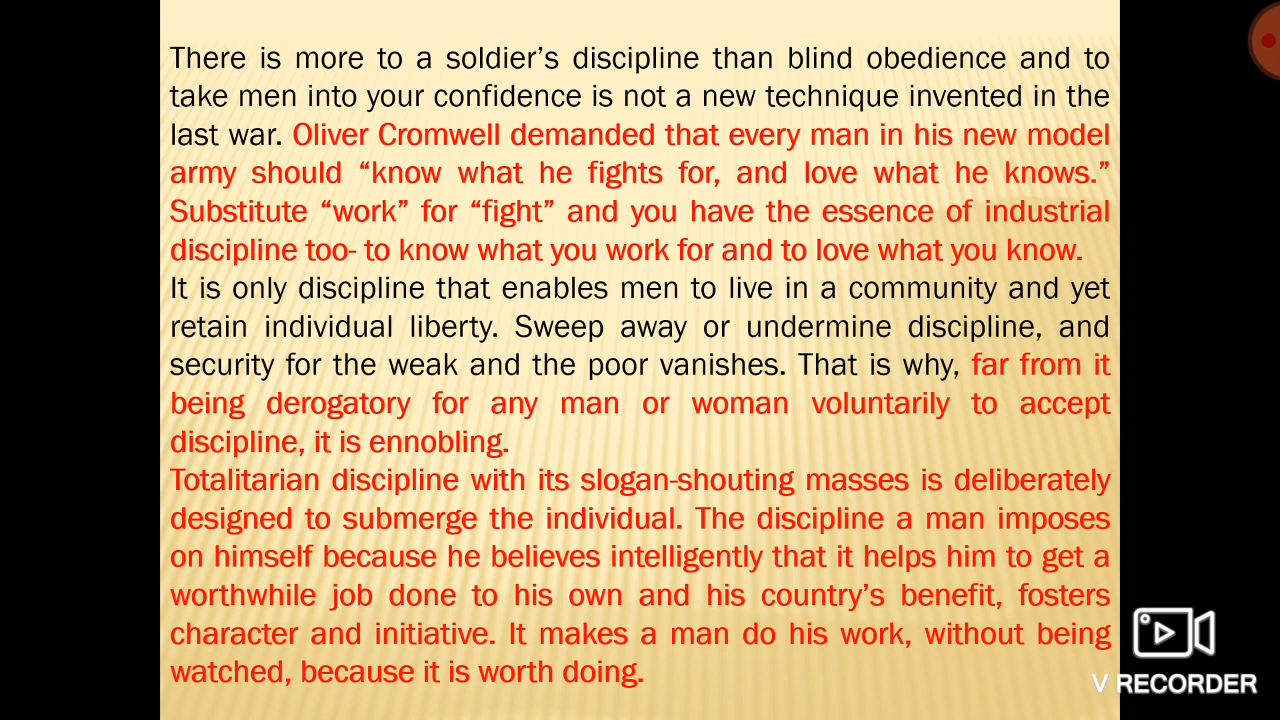 There is more to a soldier’s discipline than blind obedience and to
take men into your confidence is not a new technique invented in the
last war. Oliver Cromwell demanded that every man in his new model
army should “know what he fights for, and love what he knows.”
Substitute “work” for “fight” and you have the essence of industrial
discipline too- to know what you work for and to love what you know.
It is only discipline that enables men to live in a community and yet
retain individual liberty. Sweep away or undermine discipline, and
security for the weak and the poor vanishes. That is why, far from it
being derogatory for any man or woman voluntarily to accept
discipline, it is ennobling.
Totalitarian discipline with its slogan-shouting masses is deliberately
designed to submerge the individual. The discipline a man imposes
on himself because he believes intelligently that it helps him to get a
worthwhile job done to his own and his country’s benefit, fosters
character and initiative. It makes a man do his work, without being
watched, because it is worth doing.
V RECORDER